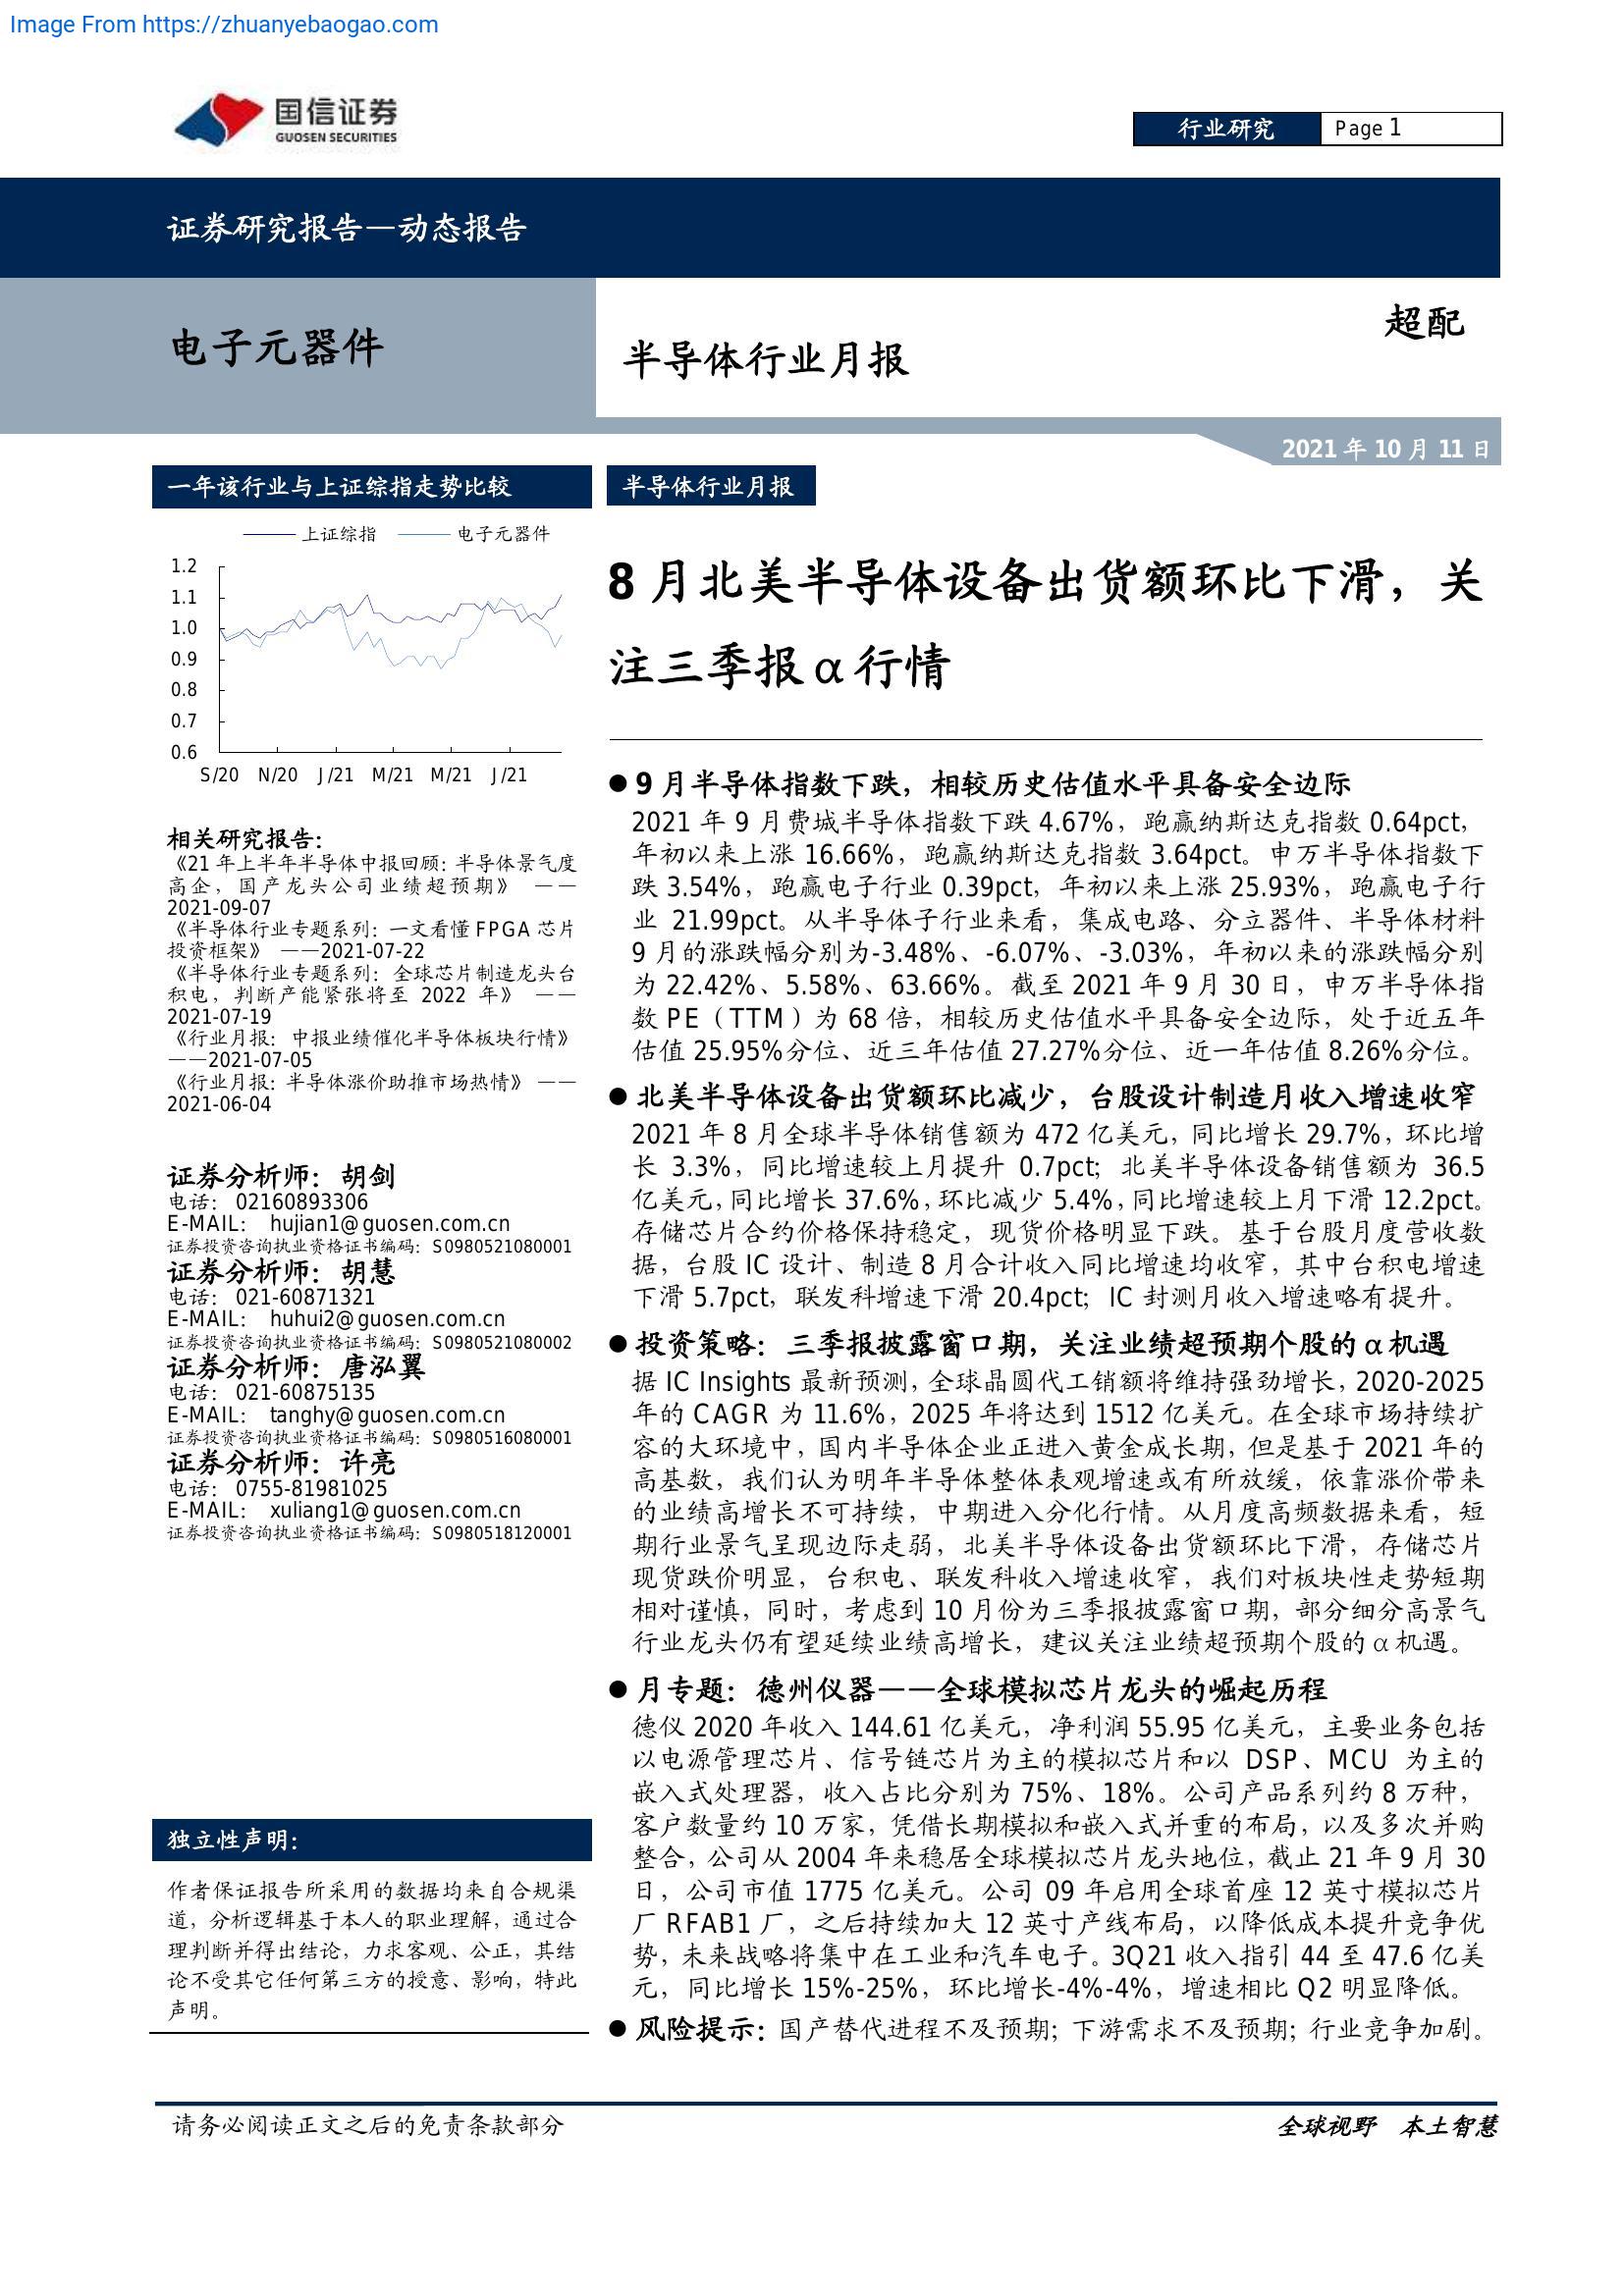 Image From https://zhuanyebaogao.com
国信证券
GUOSEN SECURITIES
行业研究
Page 1
证券研究报告—动态报告
电子元器件
半导体行业月报
超配
2021 年 10 月 11 日
一年该行业与上证综指走势比较
上证综指 电子元器件
1.2
1.1
1.0
0.9
0.8
0.7
0.6
S/20 N/20 J/21 M/21 M/21 J/21
相关研究报告:
《21 年上半年半导体中报回顾:半导体景气度
高企，国产龙头公司业绩超预期》 ——
2021-09-07
《半导体行业专题系列:一文看懂 FPGA 芯片
投资框架》 ——2021-07-22
《半导体行业专题系列: 全球芯片制造龙头台
积电，判断产能紧张将至 2022 年》 ——
2021-07-19
《行业月报: 中报业绩催化半导体板块行情》
——2021-07-05
《行业月报:半导体涨价助推市场热情》 ——
2021-06-04
证券分析师: 胡剑
电话: 02160893306
E-MAIL: hujian1@guosen.com.cn
证券投资咨询执业资格证书编码: S0980521080001
证券分析师: 胡慧
电话: 021-60871321
E-MAIL: huhui2@guosen.com.cn
证券投资咨询执业资格证书编码: S0980521080002
证券分析师: 唐泓翼
电话: 021-60875135
E-MAIL: tanghy@guosen.com.cn
证券投资咨询执业资格证书编码: S0980516080001
证券分析师: 许亮
电话: 0755-81981025
E-MAIL: xuliang1@guosen.com.cn
证券投资咨询执业资格证书编码: S0980518120001
独立性声明:
作者保证报告所采用的数据均来自合规渠
道，分析逻辑基于本人的职业理解，通过合
理判断并得出结论，力求客观、公正，其结
论不受其它任何第三方的授意、影响，特此
声明。
半导体行业月报
8 月北美半导体设备出货额环比下滑，关
注三季报 α 行情
● 9 月半导体指数下跌，相较历史估值水平具备安全边际
2021 年 9 月费城半导体指数下跌 4.67%，跑赢纳斯达克指数 0.64pct，
年初以来上涨 16.66%，跑赢纳斯达克指数 3.64pct。申万半导体指数下
跌 3.54%，跑赢电子行业 0.39pct，年初以来上涨 25.93%，跑赢电子行
业 21.99pct。从半导体子行业来看，集成电路、分立器件、半导体材料
9 月的涨跌幅分别为-3.48%、-6.07%、-3.03%，年初以来的涨跌幅分别
为 22.42%、5.58%、63.66%。截至 2021 年 9 月 30 日，申万半导体指
数 PE（TTM）为 68 倍，相较历史估值水平具备安全边际，处于近五年
估值 25.95%分位、近三年估值 27.27%分位、近一年估值 8.26%分位。
● 北美半导体设备出货额环比减少，台股设计制造月收入增速收窄
2021 年 8 月全球半导体销售额为 472 亿美元，同比增长 29.7%，环比增
长 3.3%，同比增速较上月提升 0.7pct；北美半导体设备销售额为 36.5
亿美元，同比增长 37.6%，环比减少 5.4%，同比增速较上月下滑 12.2pct。
存储芯片合约价格保持稳定，现货价格明显下跌。基于台股月度营收数
据，台股 IC 设计、制造 8 月合计收入同比增速均收窄，其中台积电增速
下滑 5.7pct，联发科增速下滑 20.4pct；IC 封测月收入增速略有提升。
● 投资策略: 三季报披露窗口期，关注业绩超预期个股的 α 机遇
据 IC Insights 最新预测，全球晶圆代工销额将维持强劲增长，2020-2025
年的 CAGR 为 11.6%，2025 年将达到 1512 亿美元。在全球市场持续扩
容的大环境中，国内半导体企业正进入黄金成长期，但是基于 2021 年的
高基数，我们认为明年半导体整体表观增速或有所放缓，依靠涨价带来
的业绩高增长不可持续，中期进入分化行情。从月度高频数据来看，短
期行业景气呈现边际走弱，北美半导体设备出货额环比下滑，存储芯片
现货跌价明显，台积电、联发科收入增速收窄，我们对板块性走势短期
相对谨慎，同时，考虑到 10 月份为三季报披露窗口期，部分细分高景气
行业龙头仍有望延续业绩高增长，建议关注业绩超预期个股的 α 机遇。
● 月专题: 德州仪器——全球模拟芯片龙头的崛起历程
德仪 2020 年收入 144.61 亿美元，净利润 55.95 亿美元，主要业务包括
以电源管理芯片、信号链芯片为主的模拟芯片和以 DSP、MCU 为主的
嵌入式处理器，收入占比分别为 75%、18%。公司产品系列约 8 万种，
客户数量约 10 万家，凭借长期模拟和嵌入式并重的布局，以及多次并购
整合，公司从 2004 年来稳居全球模拟芯片龙头地位，截止 21 年 9 月 30
日，公司市值 1775 亿美元。公司 09 年启用全球首座 12 英寸模拟芯片
厂 RFAB1 厂，之后持续加大 12 英寸产线布局，以降低成本提升竞争优
势，未来战略将集中在工业和汽车电子。3Q21 收入指引 44 至 47.6 亿美
元，同比增长 15%-25%，环比增长-4%-4%，增速相比 Q2 明显降低。
● 风险提示: 国产替代进程不及预期；下游需求不及预期；行业竞争加剧。
请务必阅读正文之后的免责条款部分
全球视野 本土智慧